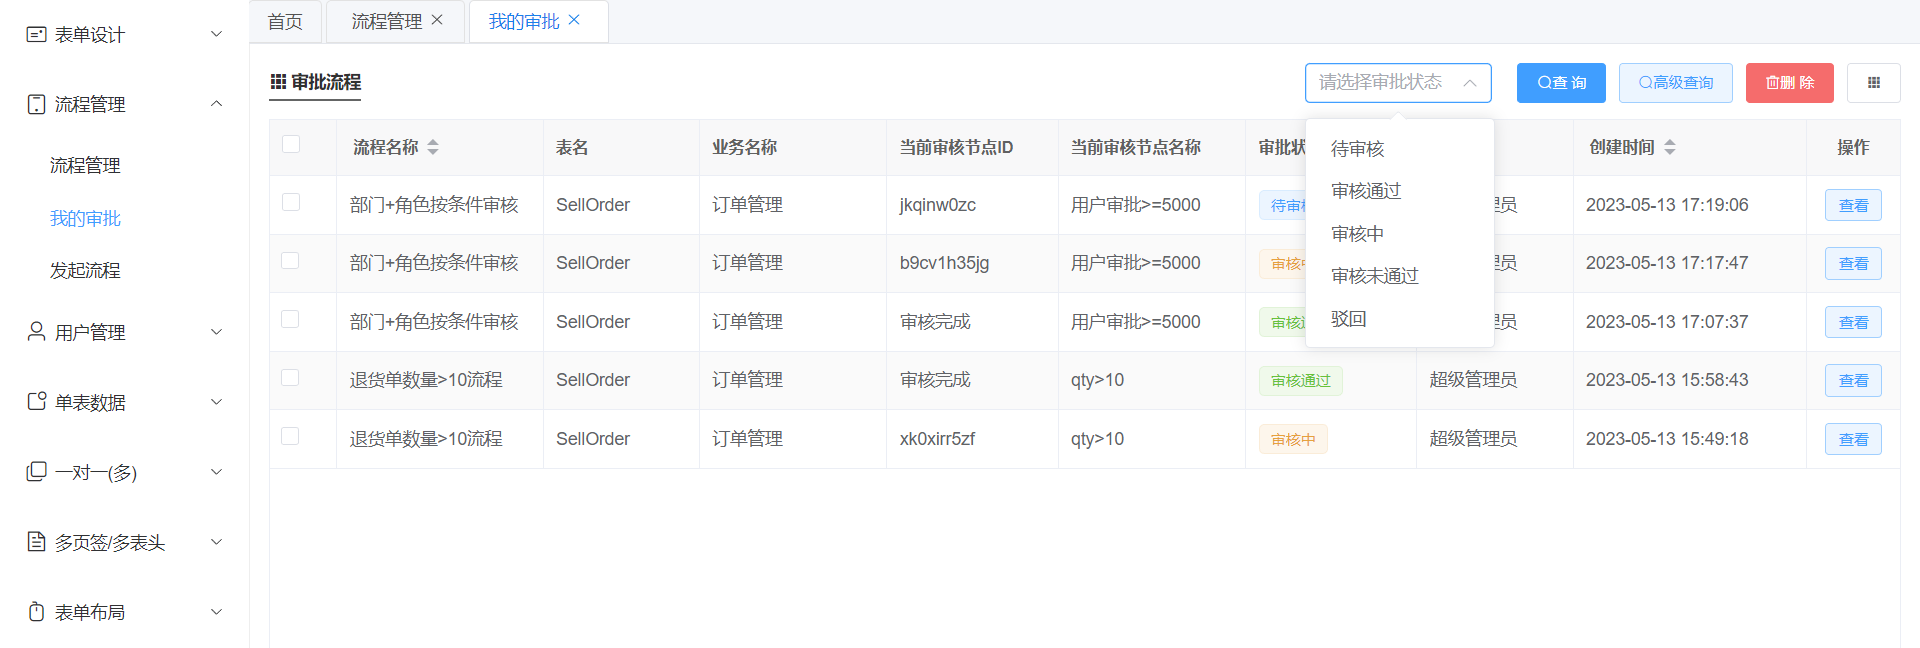 表单设计
流程管理
流程管理
我的审批
发起流程
用户管理
单表数据
一对一(多)
多页签/多表头
表单布局
首页 流程管理 我的审批
审批流程
请选择审批状态 查 询 高级查询 删 除
流程名称 表名 业务名称 当前审核节点ID 当前审核节点名称 审批状 创建时间 操作
部门+角色按条件审核 SellOrder 订单管理 jkqinw0zc 用户审批>=5000 待审核 理员 2023-05-13 17:19:06 查看
部门+角色按条件审核 SellOrder 订单管理 b9cv1h35jg 用户审批>=5000 审核中 理员 2023-05-13 17:17:47 查看
部门+角色按条件审核 SellOrder 订单管理 审核完成 用户审批>=5000 审核通 理员 2023-05-13 17:07:37 查看
退货单数量>10流程 SellOrder 订单管理 审核完成 qty>10 审核通过 超级管理员 2023-05-13 15:58:43 查看
退货单数量>10流程 SellOrder 订单管理 xk0xirr5zf qty>10 审核中 超级管理员 2023-05-13 15:49:18 查看
待审核
审核通过
审核中
审核未通过
驳回